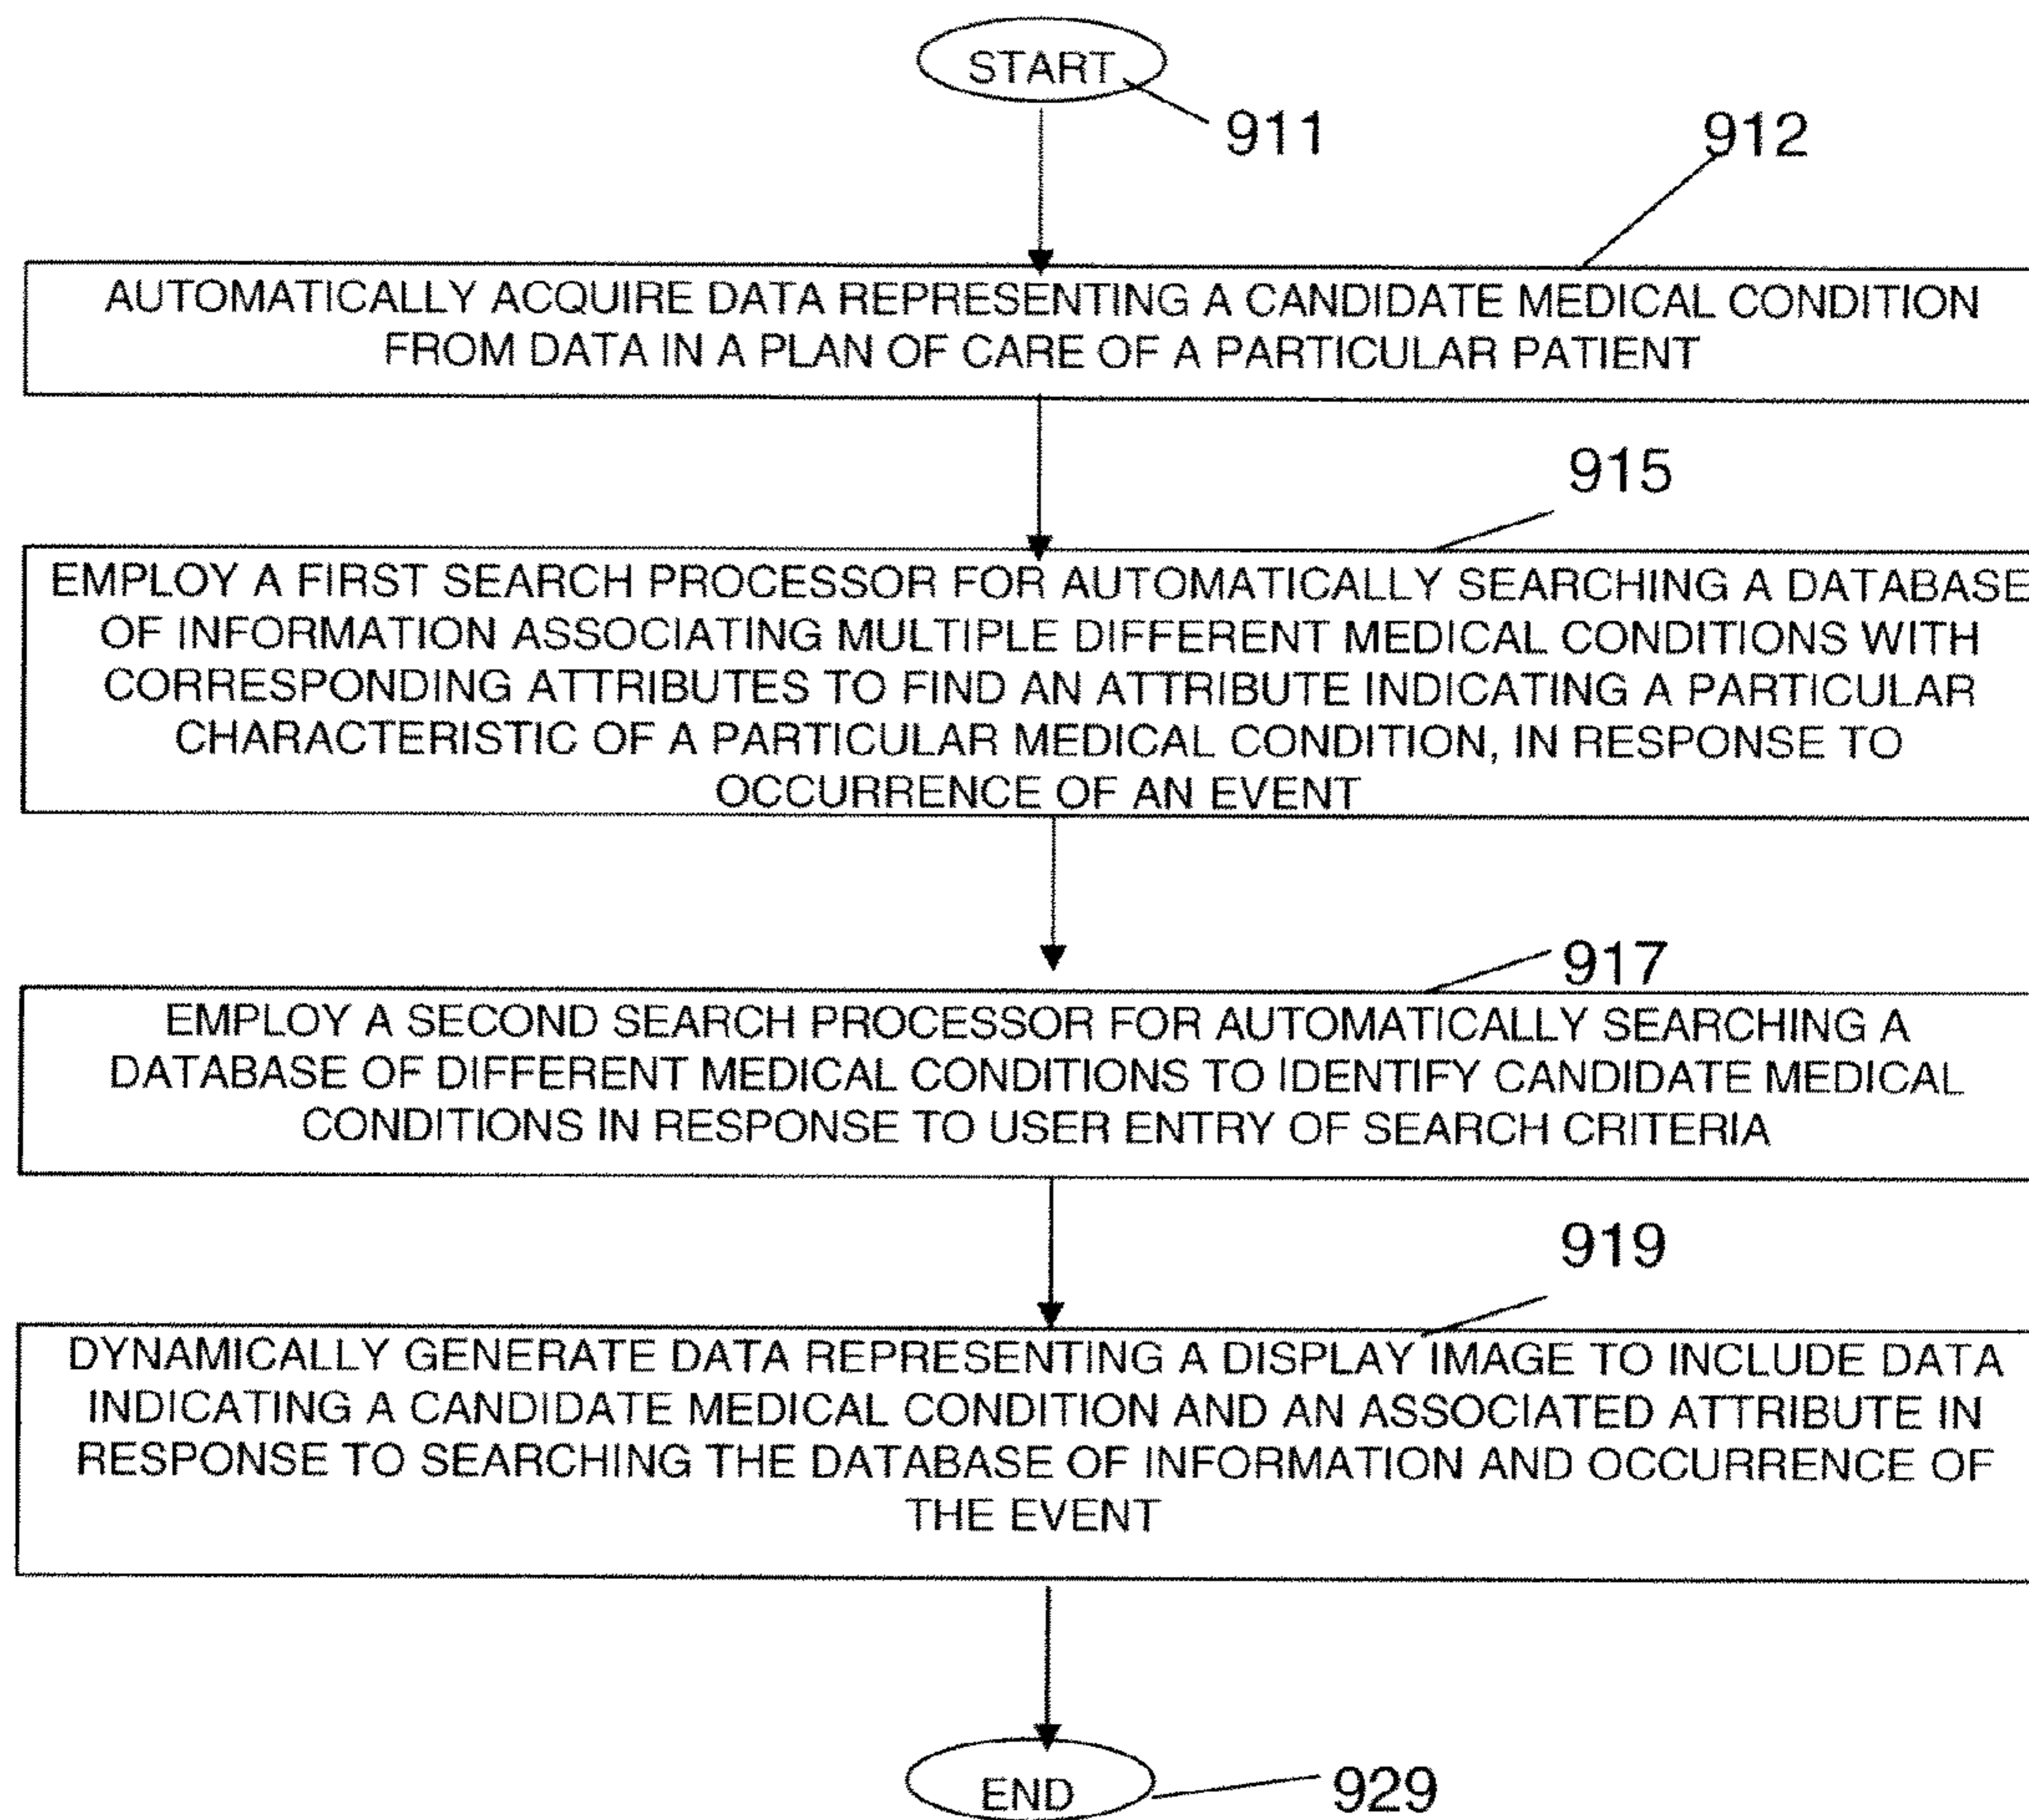 START
911
912
AUTOMATICALLY ACQUIRE DATA REPRESENTING A CANDIDATE MEDICAL CONDITION
FROM DATA IN A PLAN OF CARE OF A PARTICULAR PATIENT
915
EMPLOY A FIRST SEARCH PROCESSOR FOR AUTOMATICALLY SEARCHING A DATABASE
OF INFORMATION ASSOCIATING MULTIPLE DIFFERENT MEDICAL CONDITIONS WITH
CORRESPONDING ATTRIBUTES TO FIND AN ATTRIBUTE INDICATING A PARTICULAR
CHARACTERISTIC OF A PARTICULAR MEDICAL CONDITION, IN RESPONSE TO
OCCURRENCE OF AN EVENT
917
EMPLOY A SECOND SEARCH PROCESSOR FOR AUTOMATICALLY SEARCHING A
DATABASE OF DIFFERENT MEDICAL CONDITIONS TO IDENTIFY CANDIDATE MEDICAL
CONDITIONS IN RESPONSE TO USER ENTRY OF SEARCH CRITERIA
919
DYNAMICALLY GENERATE DATA REPRESENTING A DISPLAY IMAGE TO INCLUDE DATA
INDICATING A CANDIDATE MEDICAL CONDITION AND AN ASSOCIATED ATTRIBUTE IN
RESPONSE TO SEARCHING THE DATABASE OF INFORMATION AND OCCURRENCE OF
THE EVENT
END
929